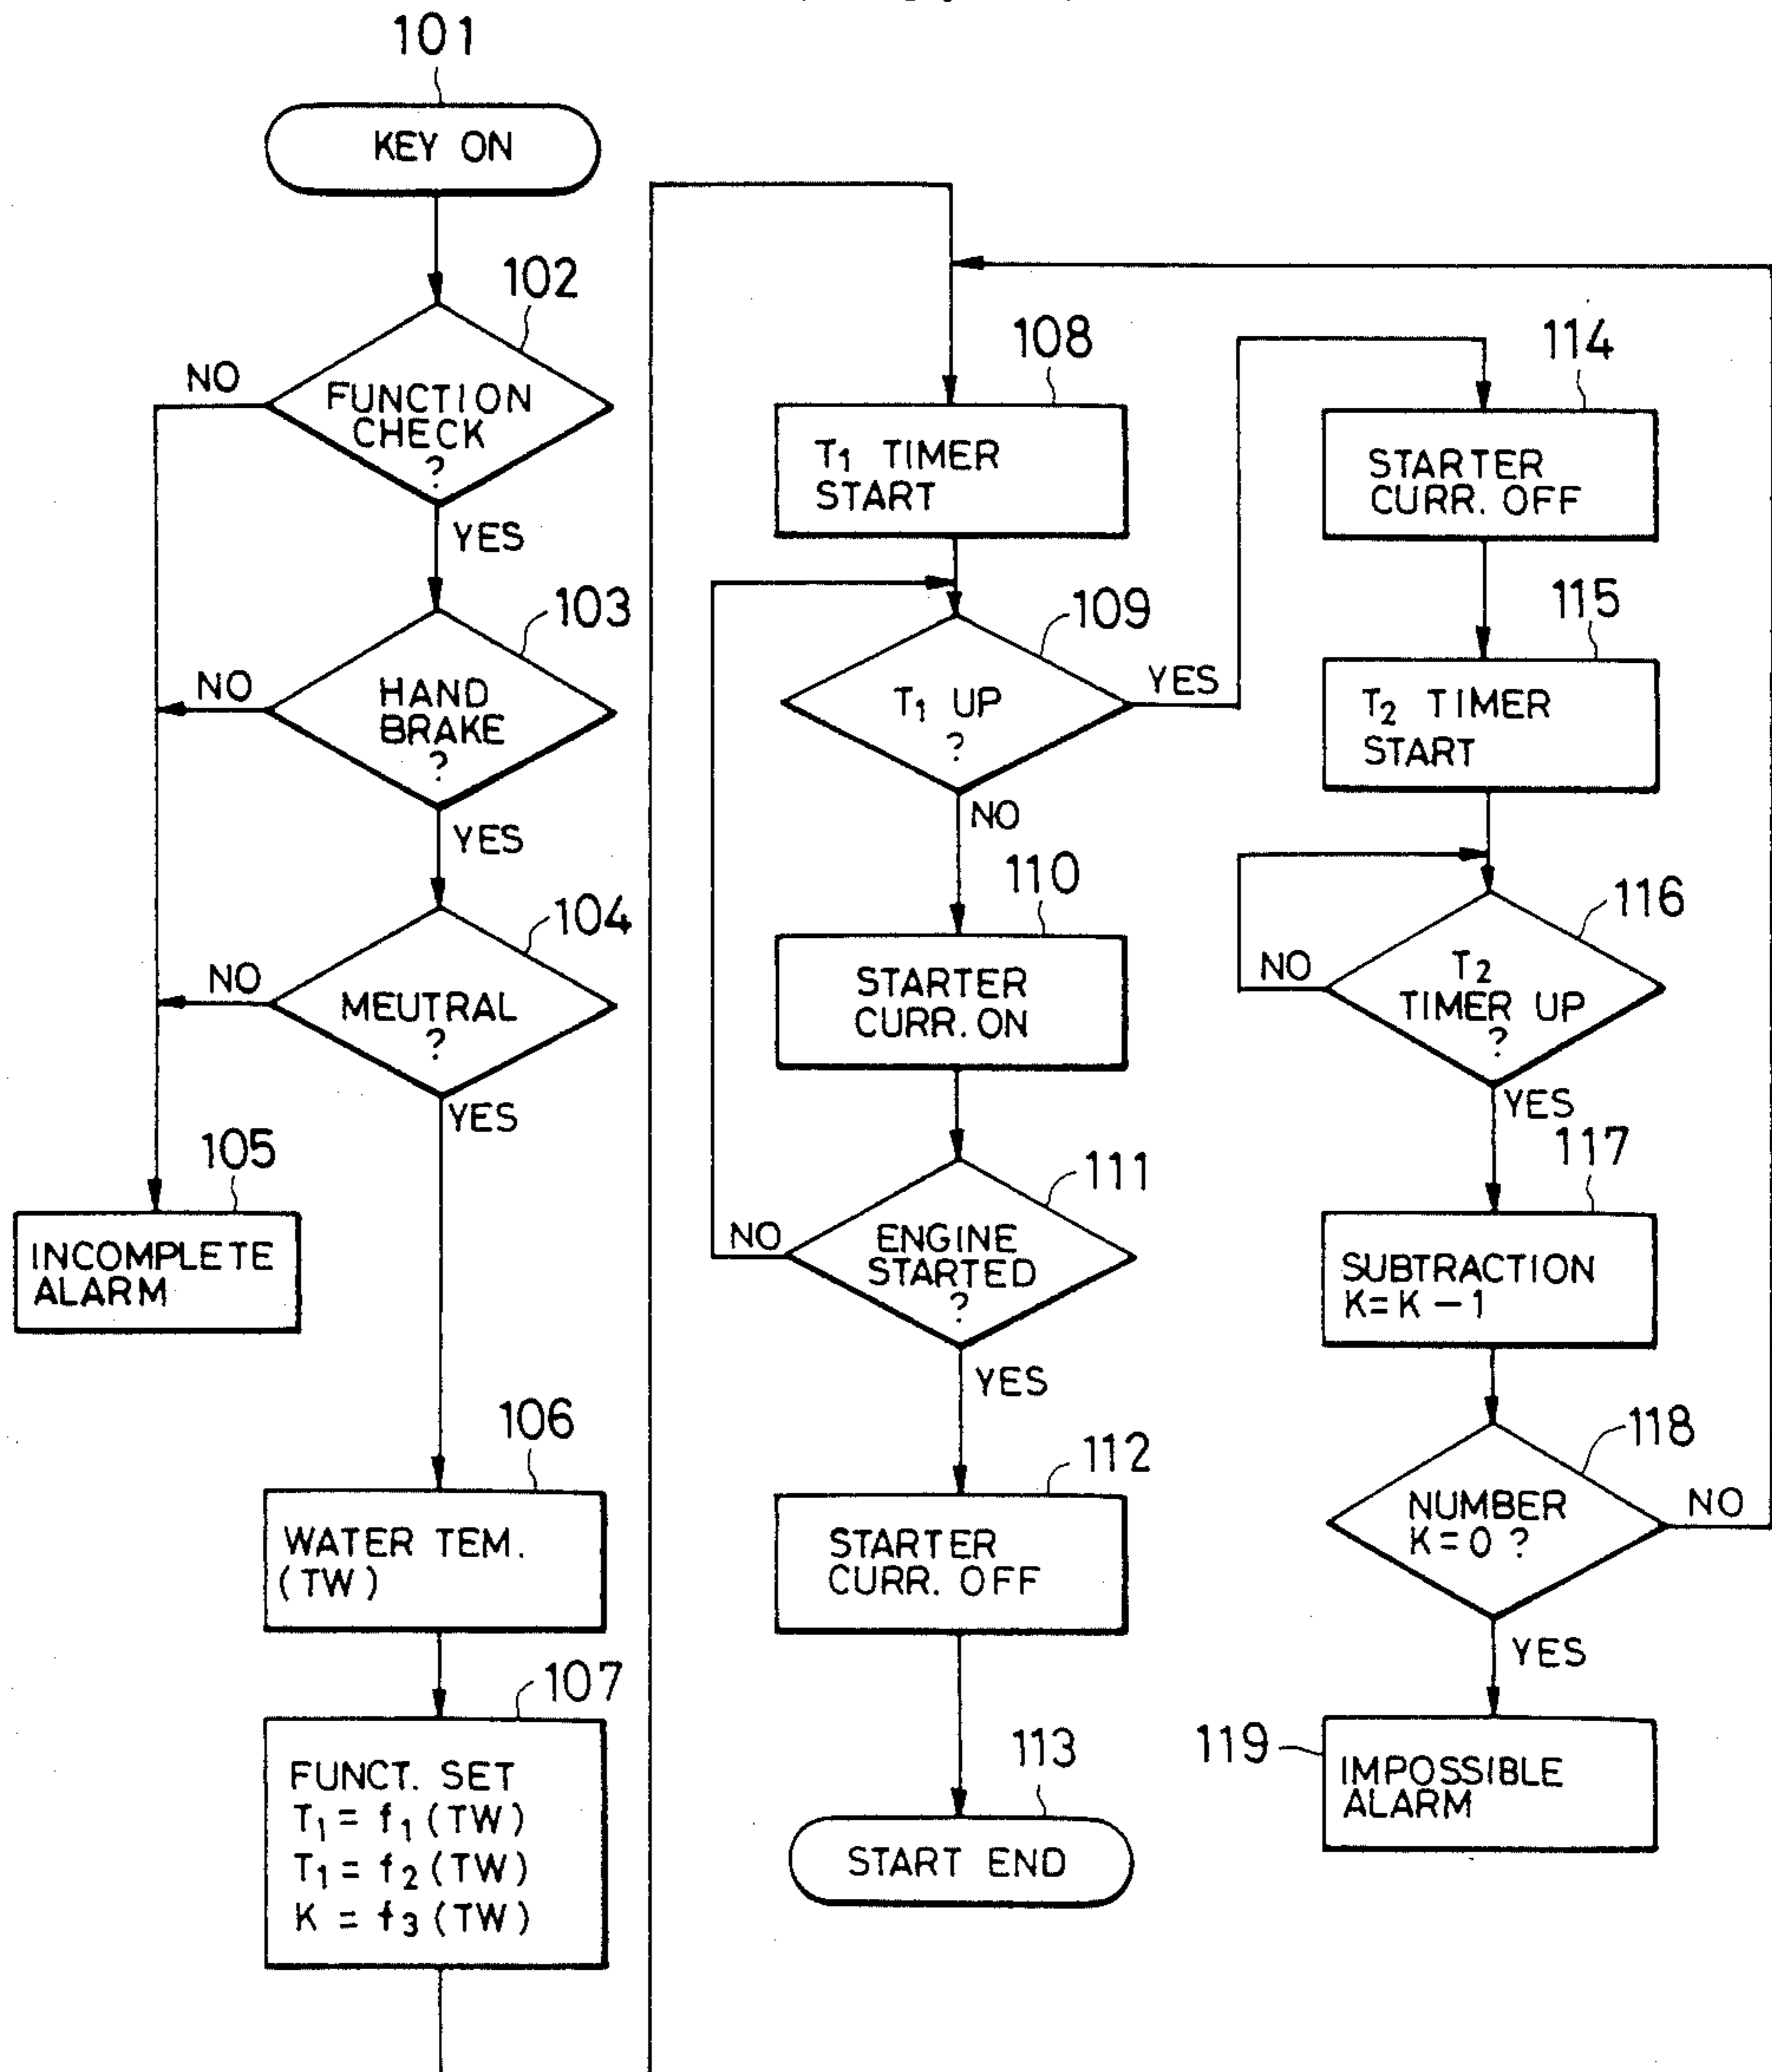 101
KEY ON
102
NO
FUNCTION
CHECK
?
YES
103
NO
HAND
BRAKE
?
YES
104
NO
MEUTRAL
?
YES
105
INCOMPLETE
ALARM
106
WATER TEM.
(TW)
107
FUNCT. SET
T1 = f1 (TW)
T1 = f2 (TW)
K = f3 (TW)
108
T1 TIMER
START
109
T1 UP
?
YES
NO
110
STARTER
CURR. ON
111
NO
ENGINE
STARTED
?
YES
112
STARTER
CURR. OFF
113
START END
114
STARTER
CURR. OFF
115
T2 TIMER
START
116
NO
T2
TIMER UP
?
YES
117
SUBTRACTION
K=K-1
118
NUMBER
K=0 ?
NO
YES
119
IMPOSSIBLE
ALARM